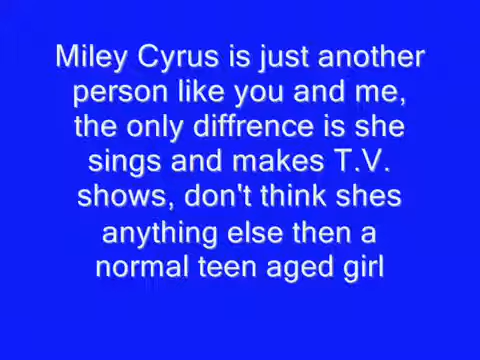 Miley Cyrus is just another
person like you and me,
the only diffrence is she
sings and makes T.V.
shows, don't think shes
anything else then a
normal teen aged girl